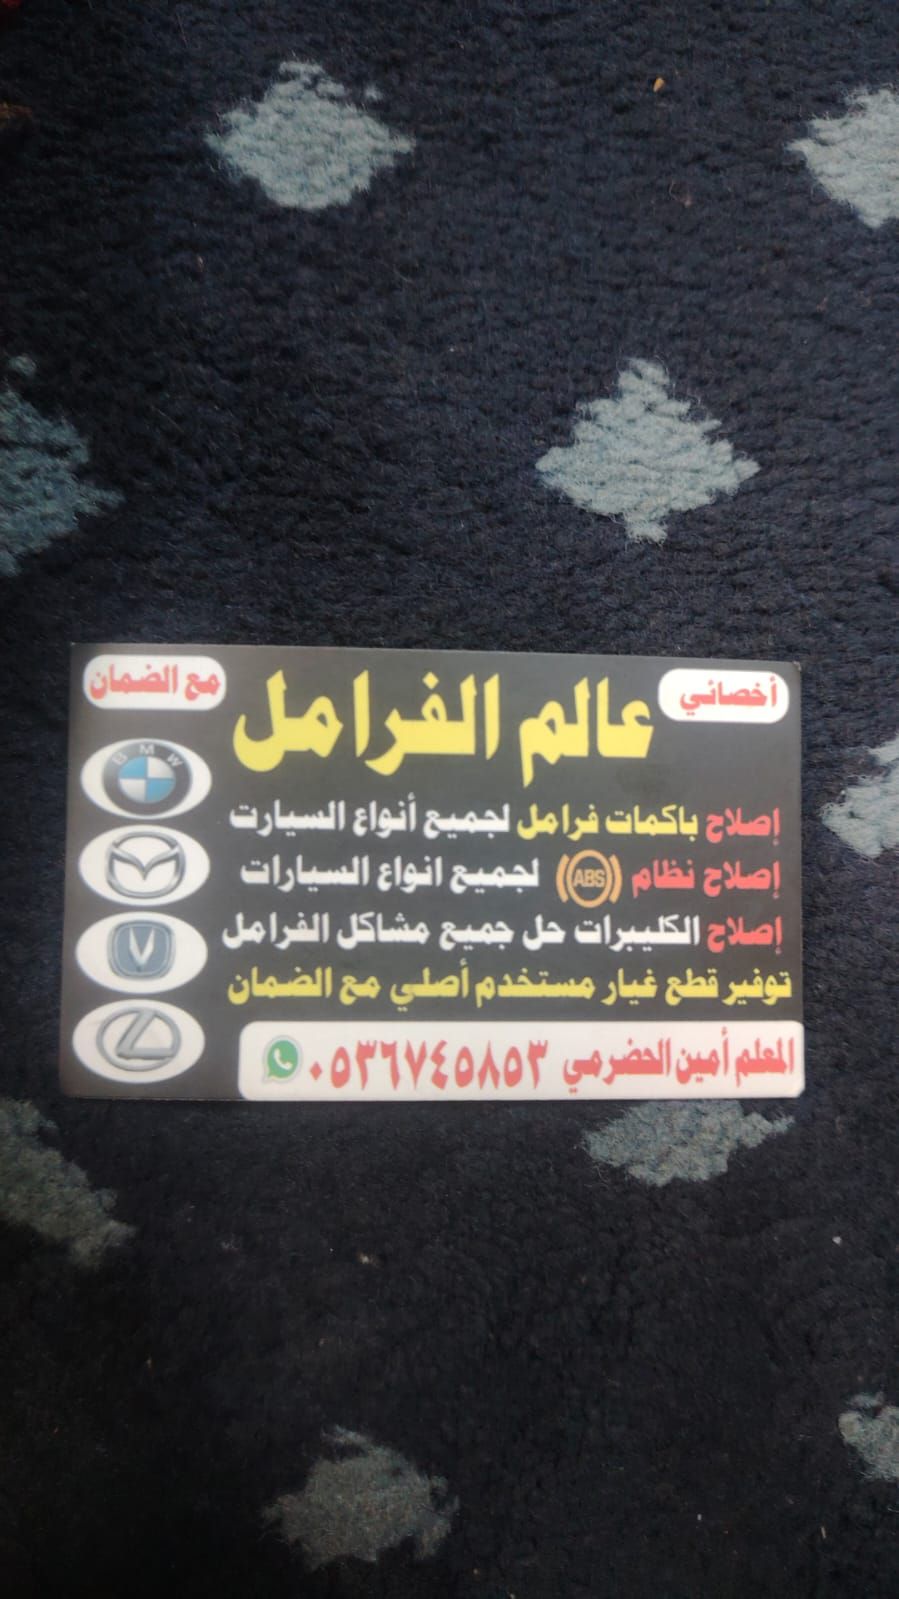 أخصائي
عالم الفرامل
مع الضمان
إصلاح باكمات فرامل لجميع أنواع السيارت
إصلاح نظام ABS لجميع انواع السيارات
إصلاح الكليبرات حل جميع مشاكل الفرامل
توفير قطع غيار مستخدم أصلي مع الضمان
المعلم أمين الحضرمي ٠٥٣٦٧٤٥٨٥٣
BMW